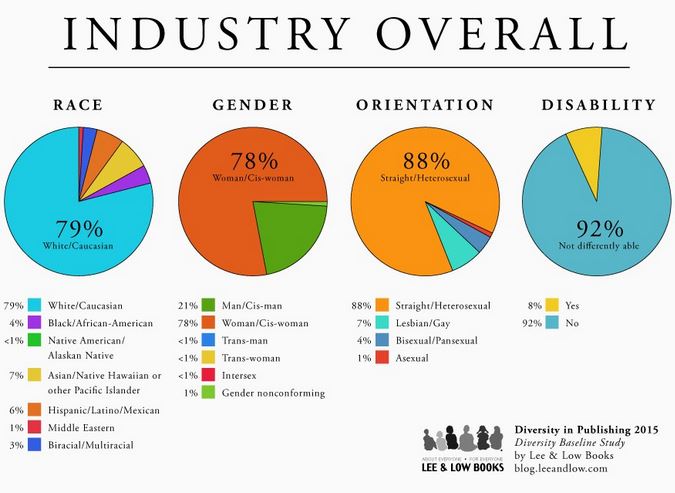 INDUSTRY OVERALL
RACE
79%
White/Caucasian
79% White/Caucasian
4% Black/African-American
<1% Native American/
Alaskan Native
7% Asian/Native Hawaiian or
other Pacific Islander
6% Hispanic/Latino/Mexican
1% Middle Eastern
3% Biracial/Multiracial
GENDER
78%
Woman/Cis-woman
21% Man/Cis-man
78% Woman/Cis-woman
<1% Trans-man
<1% Trans-woman
<1% Intersex
1% Gender nonconforming
ORIENTATION
88%
Straight/Heterosexual
88% Straight/Heterosexual
7% Lesbian/Gay
4% Bisexual/Pansexual
1% Asexual
DISABILITY
92%
Not differently able
8% Yes
92% No
ABOUT EVERYONE • FOR EVERYONE
LEE & LOW BOOKS
Diversity in Publishing 2015
Diversity Baseline Study
by Lee & Low Books
blog.leeandlow.com